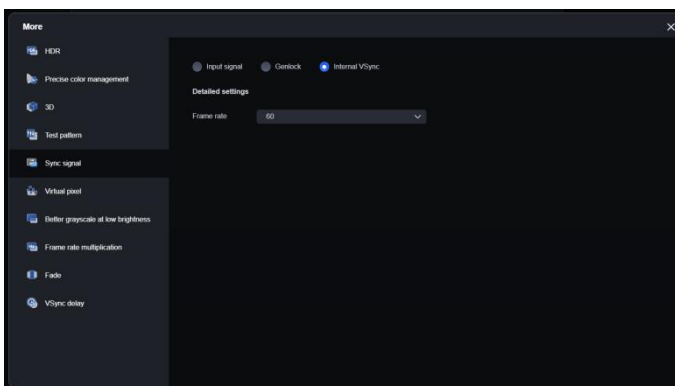 More
HDR
Precise color management
3D
Test pattern
Sync signal
Virtual pixel
Better grayscale at low brightness
Frame rate multiplication
Fade
VSync delay
Input signal Genlock Internal VSync
Detailed settings
Frame rate 60